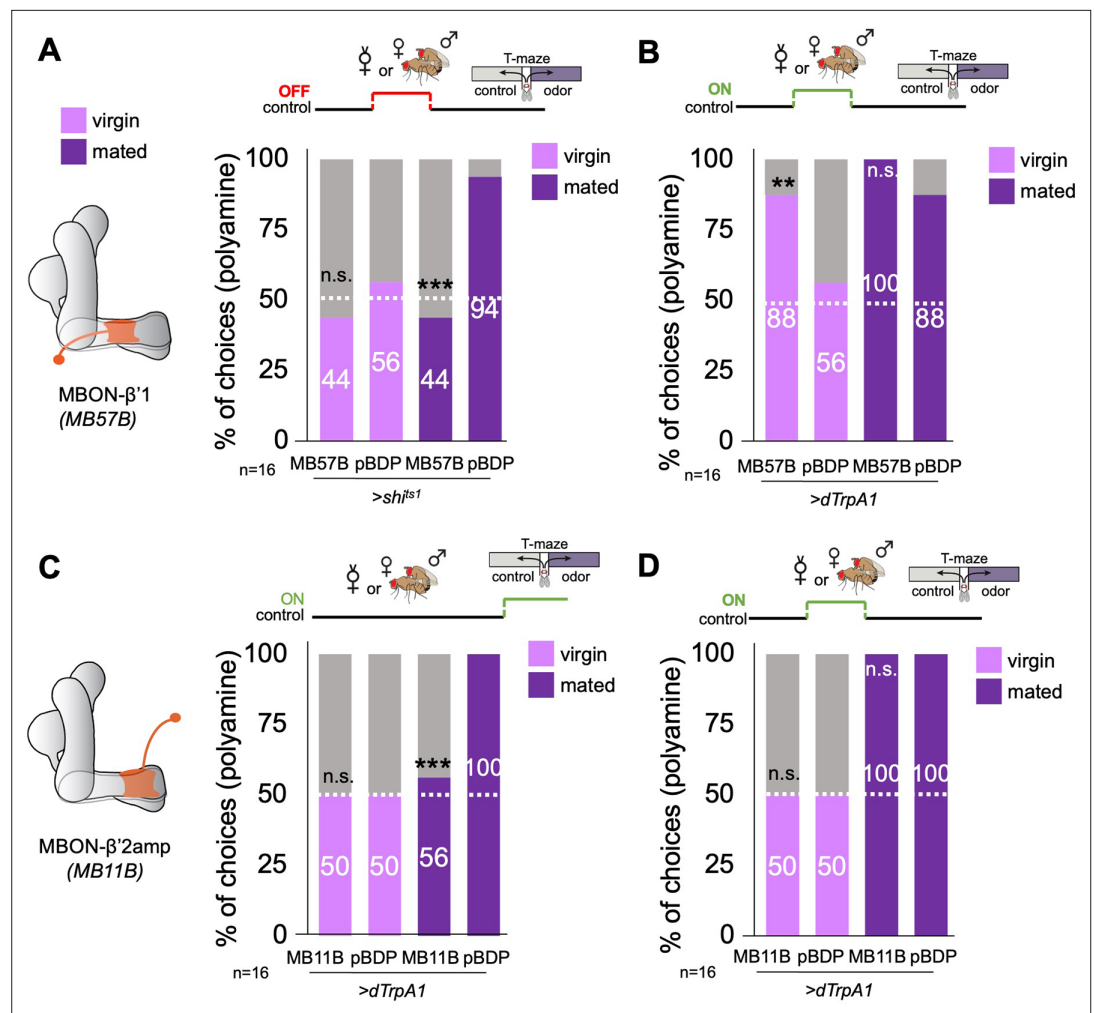 A
virgin
mated
MBON-β'1
(MB57B)
☿ or ♀ ♂
T-maze
control odor
OFF
control
virgin
mated
% of choices (polyamine)
100
75
50
25
0
n.s.
***
44
56
44
94
n=16
MB57B pBDP MB57B pBDP
>shits1
B
☿ or ♀ ♂
T-maze
control odor
ON
control
virgin
mated
% of choices (polyamine)
100
75
50
25
0
**
n.s.
88
56
100
88
n=16
MB57B pBDP MB57B pBDP
>dTrpA1
C
MBON-β'2amp
(MB11B)
☿ or ♀ ♂
T-maze
control odor
ON
control
virgin
mated
% of choices (polyamine)
100
75
50
25
0
n.s.
***
50
50
56
100
n=16
MB11B pBDP MB11B pBDP
>dTrpA1
D
☿ or ♀ ♂
T-maze
control odor
ON
control
virgin
mated
% of choices (polyamine)
100
75
50
25
0
n.s.
n.s.
50
50
100
100
n=16
MB11B pBDP MB11B pBDP
>dTrpA1